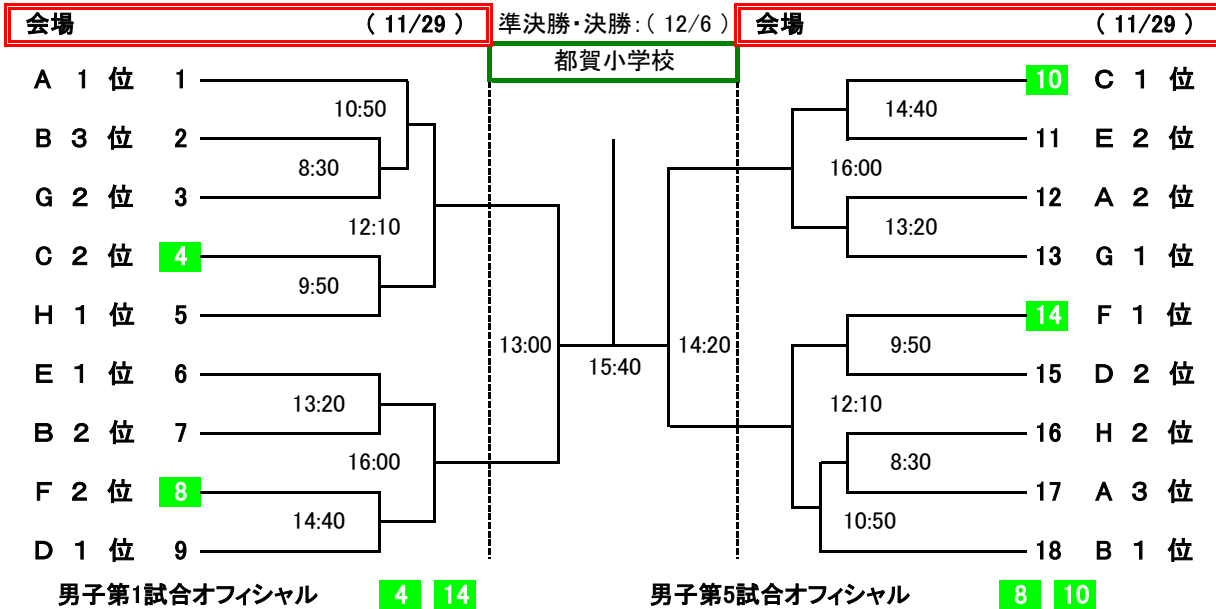 会場 （ 11/29 ） 準決勝・決勝：（ 12/6 ） 会場 （ 11/29 ）
都賀小学校
A 1 位 1 10 C 1 位
10:50 14:40
B 3 位 2 11 E 2 位
8:30 16:00
G 2 位 3 12 A 2 位
12:10 13:20
C 2 位 4 13 G 1 位
9:50
H 1 位 5 14 F 1 位
13:00 15:40 14:20 9:50
E 1 位 6 15 D 2 位
13:20 12:10
B 2 位 7 16 H 2 位
16:00 8:30
F 2 位 8 17 A 3 位
14:40 10:50
D 1 位 9 18 B 1 位
男子第1試合オフィシャル 4 14 男子第5試合オフィシャル 8 10